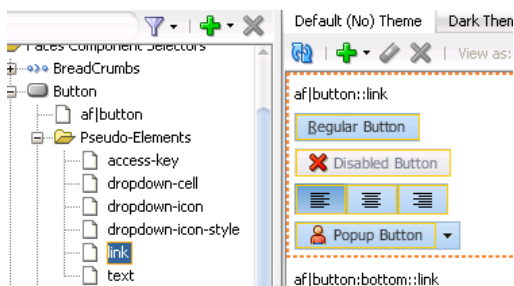 Faces Component Selectors
BreadCrumbs
Button
af|button
Pseudo-Elements
access-key
dropdown-cell
dropdown-icon
dropdown-icon-style
link
text
Default (No) Theme
Dark Them
View as:
af|button::link
Regular Button
Disabled Button
Popup Button
af|button:bottom::link